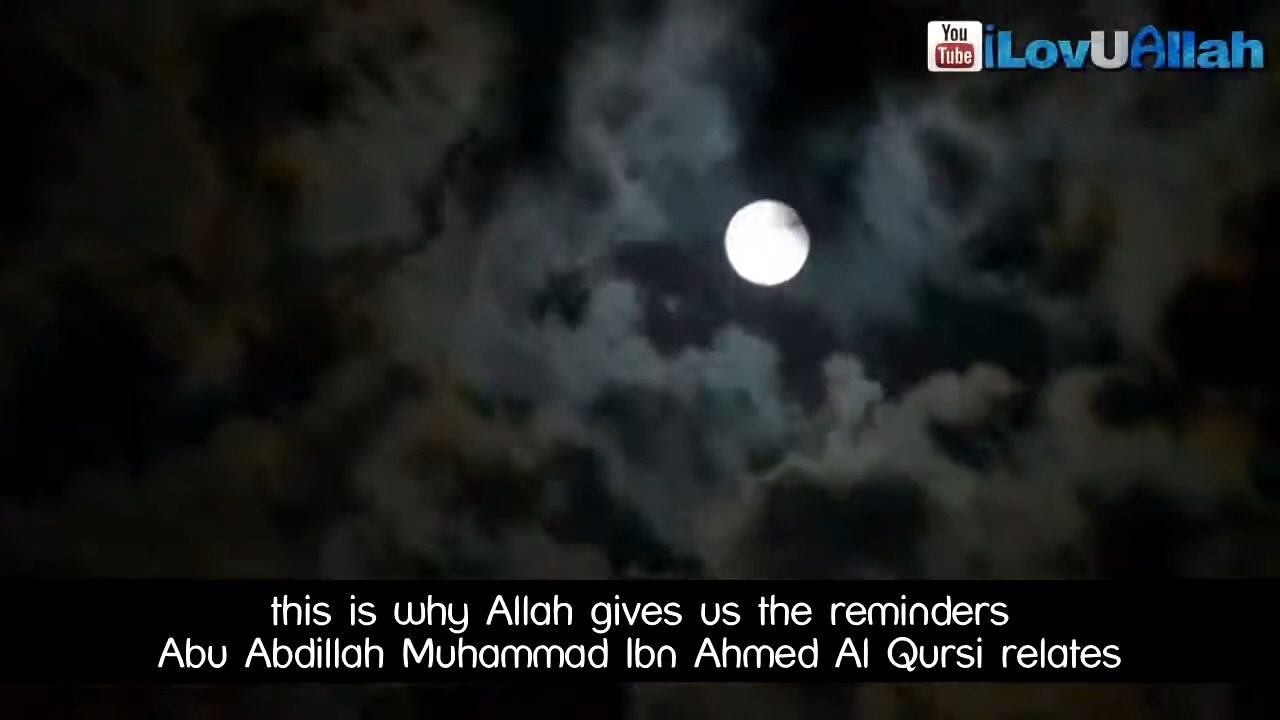 You
Tube
iLovUAllah
this is why Allah gives us the reminders
Abu Abdillah Muhammad Ibn Ahmed Al Qursi relates